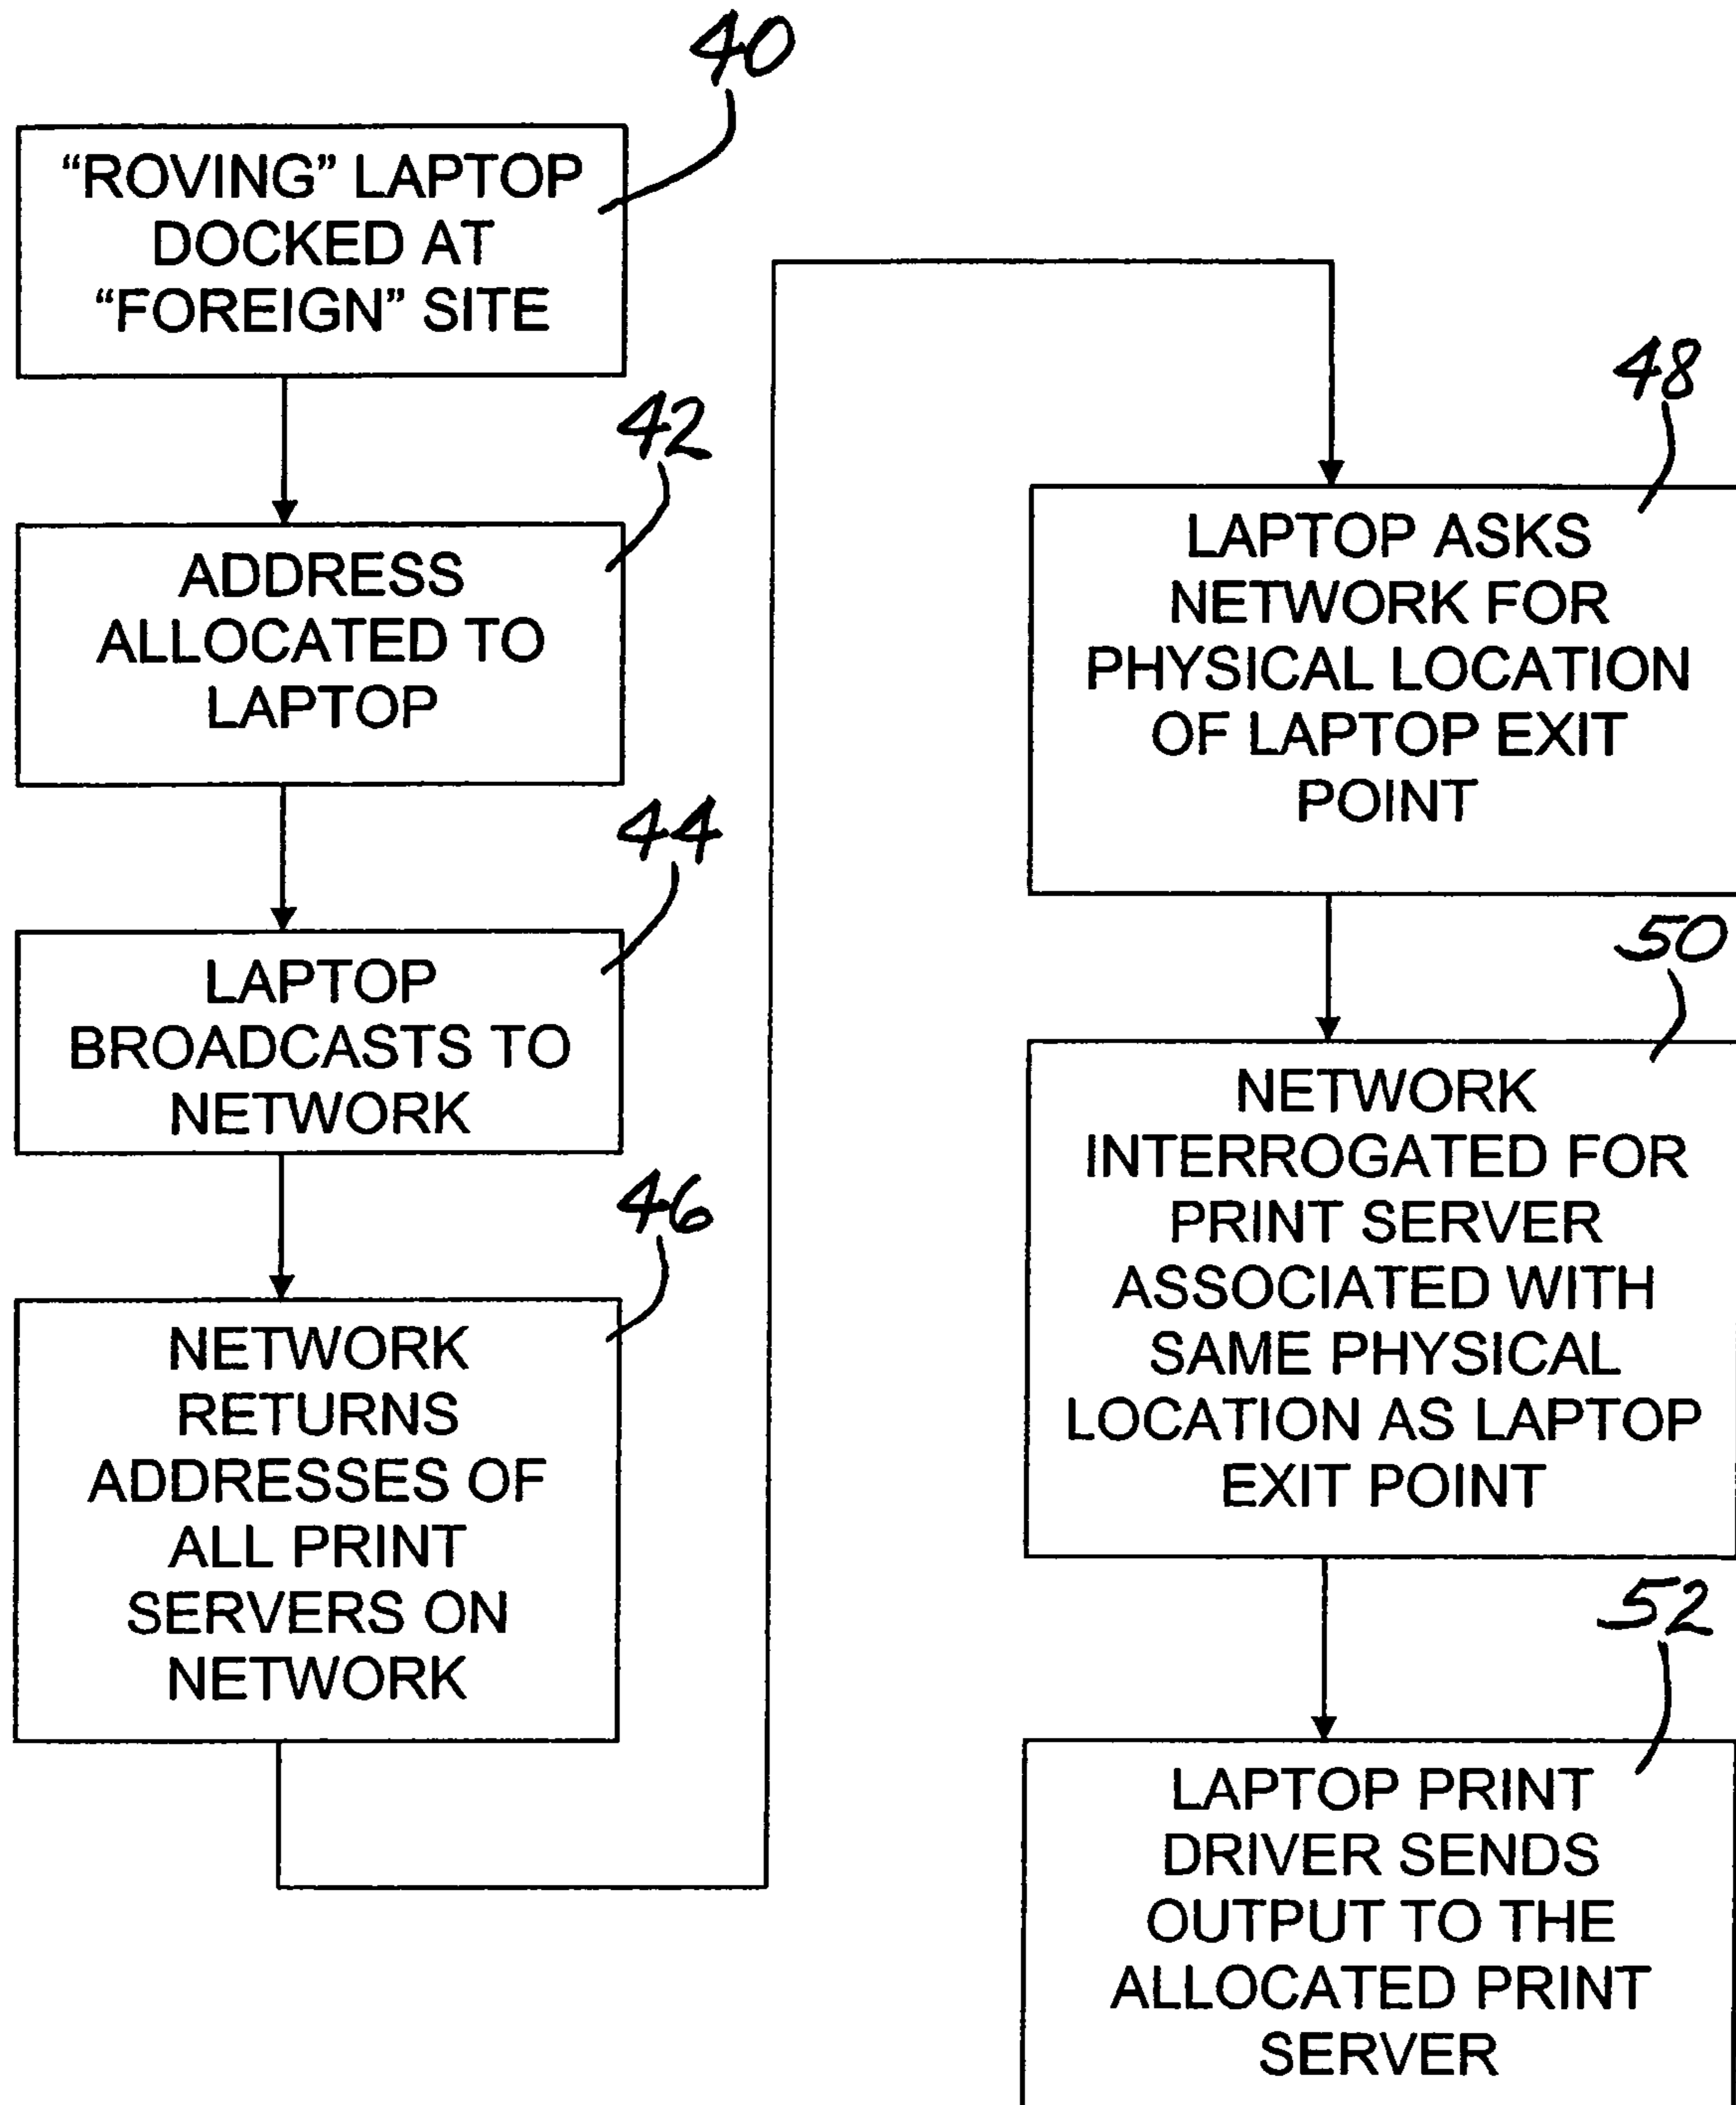 40
“ROVING” LAPTOP
DOCKED AT
“FOREIGN” SITE
42
ADDRESS
ALLOCATED TO
LAPTOP
44
LAPTOP
BROADCASTS TO
NETWORK
46
NETWORK
RETURNS
ADDRESSES OF
ALL PRINT
SERVERS ON
NETWORK
48
LAPTOP ASKS
NETWORK FOR
PHYSICAL LOCATION
OF LAPTOP EXIT
POINT
50
NETWORK
INTERROGATED FOR
PRINT SERVER
ASSOCIATED WITH
SAME PHYSICAL
LOCATION AS LAPTOP
EXIT POINT
52
LAPTOP PRINT
DRIVER SENDS
OUTPUT TO THE
ALLOCATED PRINT
SERVER